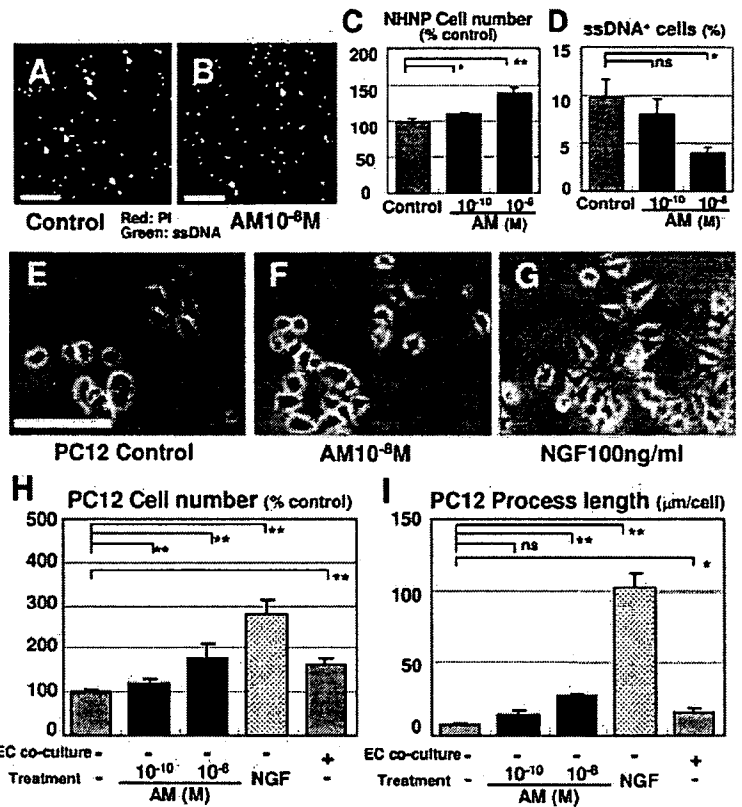 A
B
Control
Red: PI
Green: ssDNA
AM10⁻⁸M
C
NHNP Cell number
(% control)
200
150
100
50
0
*
**
Control
10⁻¹⁰
10⁻⁸
AM (M)
D
ssDNA⁺ cells (%)
15
10
5
0
ns
*
Control
10⁻¹⁰
10⁻⁸
AM (M)
E
F
G
PC12 Control
AM10⁻⁸M
NGF100ng/ml
H
PC12 Cell number (% control)
500
400
300
200
100
0
**
**
**
**
EC co-culture - - - - +
Treatment - 10⁻¹⁰ 10⁻⁸ NGF -
AM (M)
I
PC12 Process length (μm/cell)
150
100
50
0
**
**
ns
*
EC co-culture - - - - +
Treatment - 10⁻¹⁰ 10⁻⁸ NGF -
AM (M)